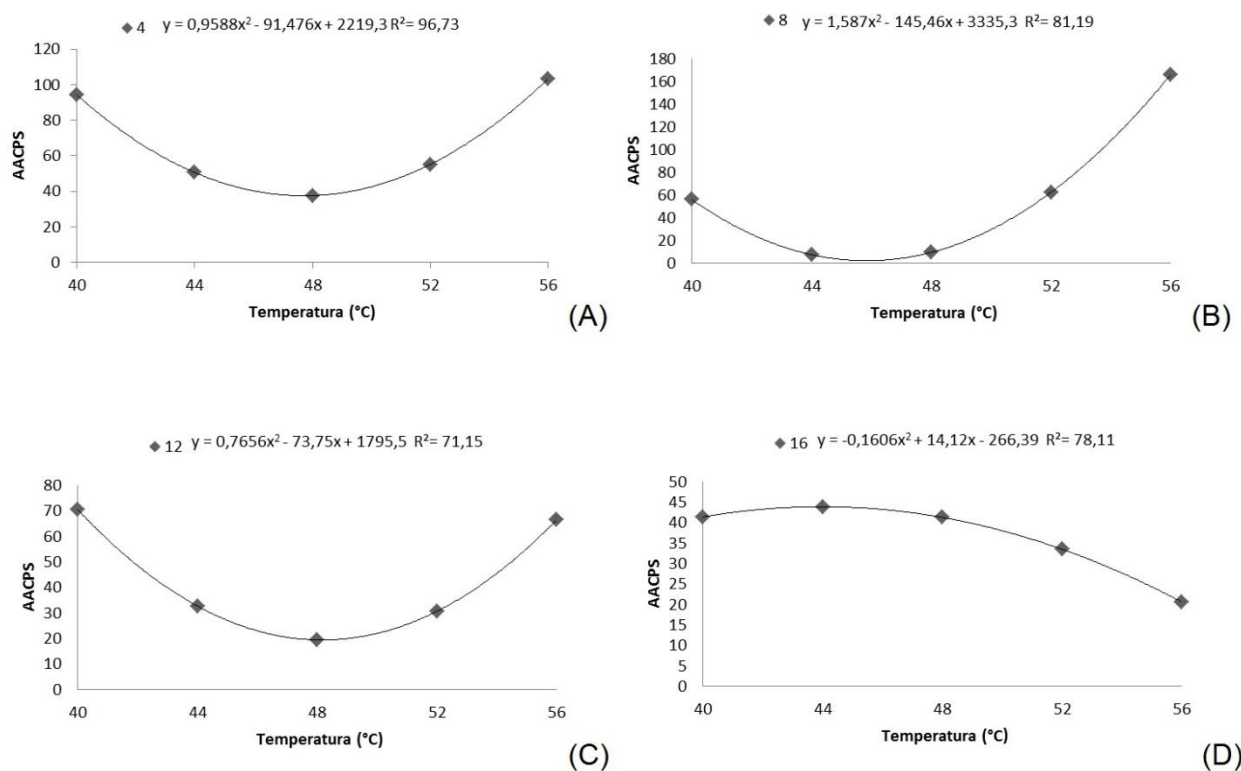 4 y = 0,9588x² - 91,476x + 2219,3 R²= 96,73
120
100
80
60
40
20
0
AACPS
40 44 48 52 56
Temperatura (°C)
(A)
8 y = 1,587x² - 145,46x + 3335,3 R²= 81,19
180
160
140
120
100
80
60
40
20
0
AACPS
40 44 48 52 56
Temperatura (°C)
(B)
12 y = 0,7656x² - 73,75x + 1795,5 R²= 71,15
80
70
60
50
40
30
20
10
0
AACPS
40 44 48 52 56
Temperatura (°C)
(C)
16 y = -0,1606x² + 14,12x - 266,39 R²= 78,11
50
45
40
35
30
25
20
15
10
5
0
AACPS
40 44 48 52 56
Temperatura (°C)
(D)